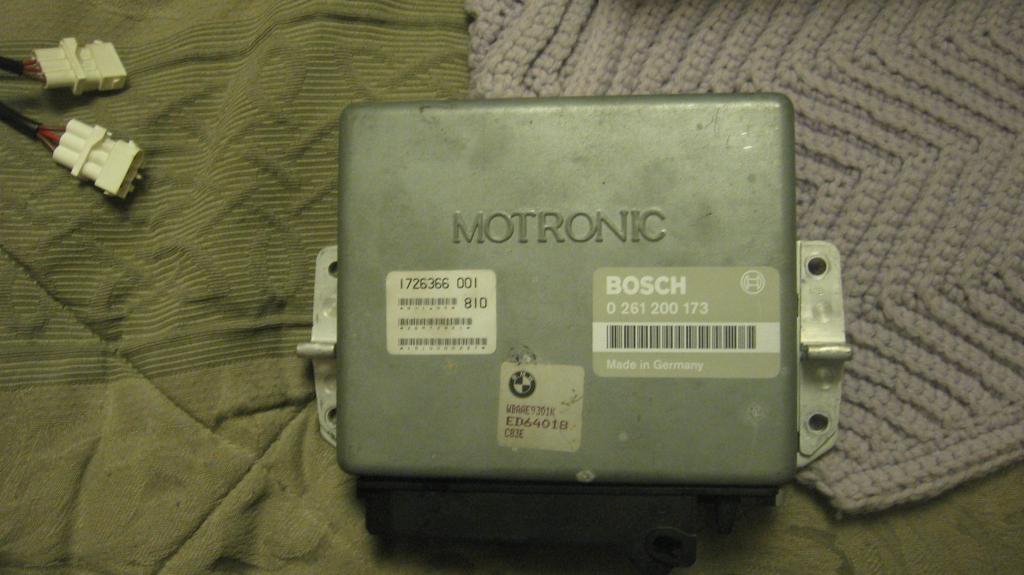 MOTRONIC
1726366 001
810
BOSCH
0 261 200 173
Made in Germany
WBAAE9301K
ED64018
C83E